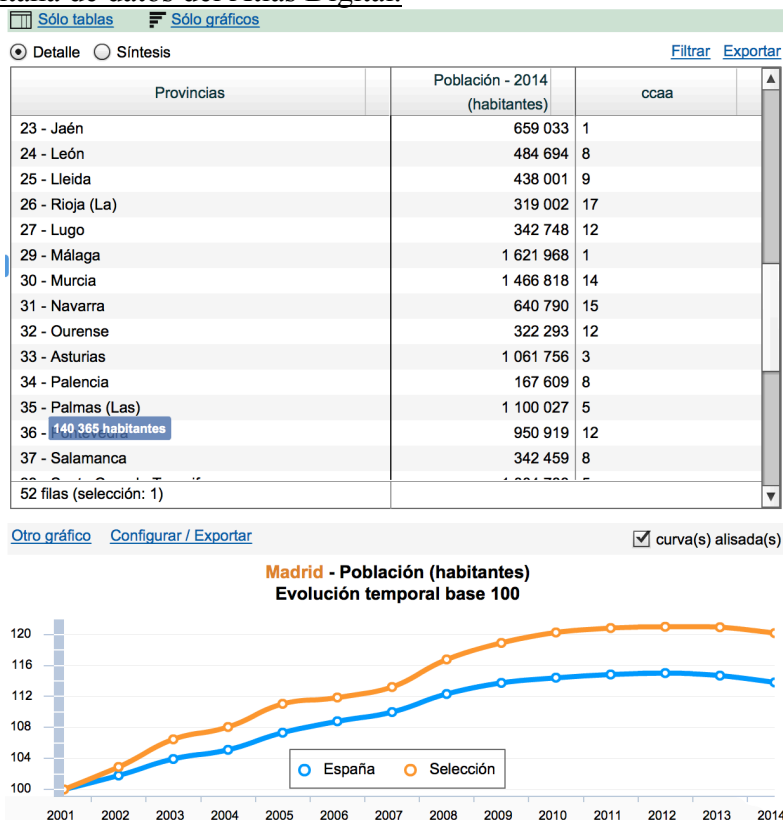 Sólo tablas Sólo gráficos
Detalle Síntesis Filtrar Exportar
Provincias Población - 2014 (habitantes) ccaa
23 - Jaén 659 033 1
24 - León 484 694 8
25 - Lleida 438 001 9
26 - Rioja (La) 319 002 17
27 - Lugo 342 748 12
29 - Málaga 1 621 968 1
30 - Murcia 1 466 818 14
31 - Navarra 640 790 15
32 - Ourense 322 293 12
33 - Asturias 1 061 756 3
34 - Palencia 167 609 8
35 - Palmas (Las) 1 100 027 5
140 365 habitantes
36 - Pontevedra 950 919 12
37 - Salamanca 342 459 8
52 filas (selección: 1)
Otro gráfico Configurar / Exportar curva(s) alisada(s)
Madrid - Población (habitantes)
Evolución temporal base 100
120
116
112
108
104
100
España Selección
2001 2002 2003 2004 2005 2006 2007 2008 2009 2010 2011 2012 2013 2014